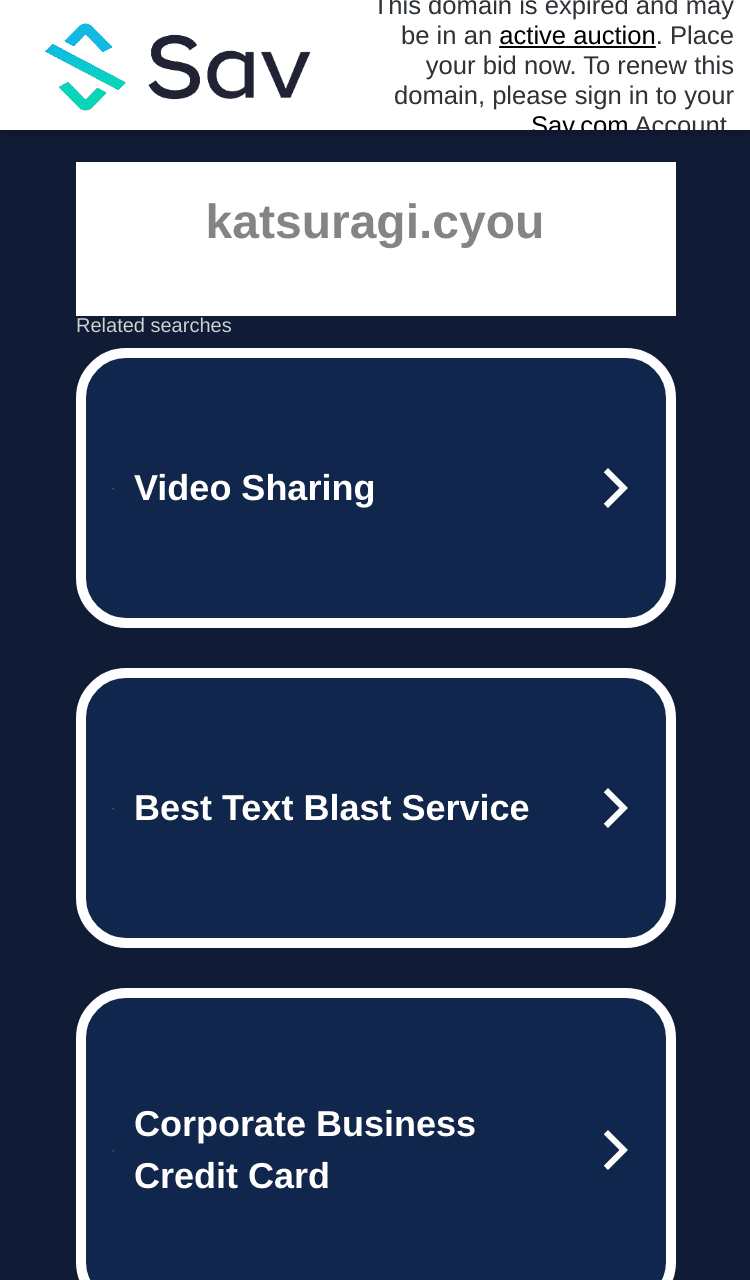 Sav
This domain is expired and may
be in an active auction. Place
your bid now. To renew this
domain, please sign in to your
Sav.com Account.
katsuragi.cyou
Related searches
Video Sharing
Best Text Blast Service
Corporate Business
Credit Card